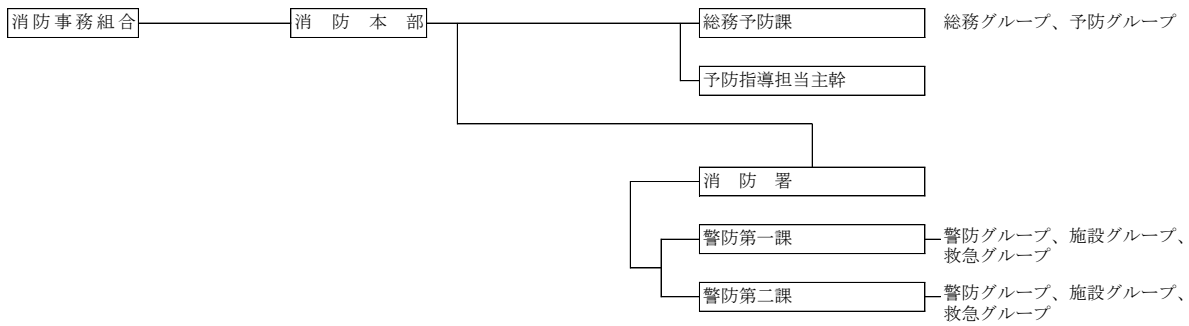 消防事務組合
消防本部
総務予防課
総務グループ、予防グループ
予防指導担当主幹
消防署
警防第一課
警防グループ、施設グループ、
救急グループ
警防第二課
警防グループ、施設グループ、
救急グループ